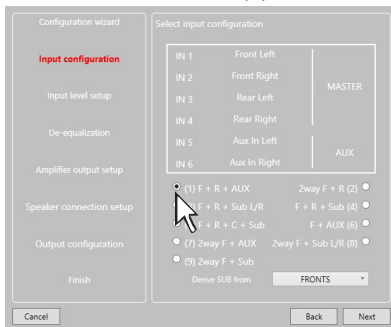 Configuration wizard
Input configuration
Input level setup
De-equalization
Amplifier output setup
Speaker connection setup
Output configuration
Finish
Select input configuration
IN 1 Front Left
IN 2 Front Right
IN 3 Rear Left
IN 4 Rear Right
MASTER
IN 5 Aux In Left
IN 6 Aux In Right
AUX
(1) F + R + AUX 2way F + R (2)
F + R + Sub L/R F + R + Sub (4)
F + R + C + Sub F + AUX (6)
(7) 2way F + AUX 2way F + Sub L/R (8)
(9) 2way F + Sub
Derive SUB from FRONTS
Cancel Back Next